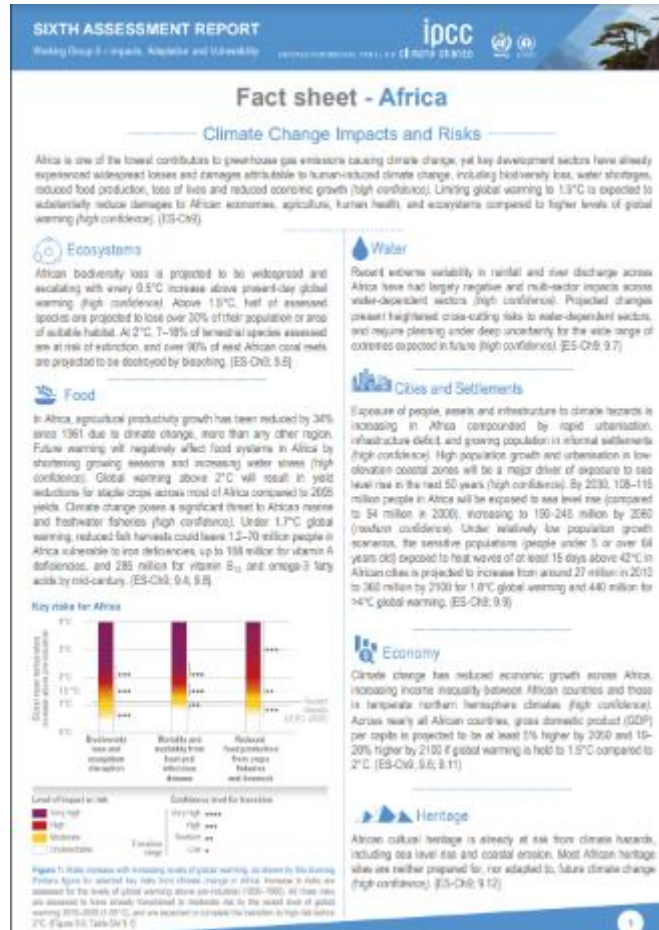 SIXTH ASSESSMENT REPORT
Working Group II – Impacts, Adaptation and Vulnerability
ipcc
climate change
Fact sheet - Africa
Climate Change Impacts and Risks
Africa is one of the lowest contributors to greenhouse gas emissions causing climate change, yet key development sectors have already
experienced widespread losses and damages attributable to human-induced climate change, including biodiversity loss, water shortages,
reduced food production, loss of lives and reduced economic growth (high confidence). Limiting global warming to 1.5°C is expected to
substantially reduce damages to African economies, agriculture, human health, and ecosystems compared to higher levels of global
warming (high confidence). {ES-Ch9}
Ecosystems
African biodiversity loss is projected to be widespread and
escalating with every 0.5°C increase above present-day global
warming (high confidence). Above 1.5°C, half of assessed
species are projected to lose over 30% of their population or area
of suitable habitat. At 2°C, 7–18% of terrestrial species assessed
are at risk of extinction, and over 90% of east African coral reefs
are projected to be destroyed by bleaching. {ES-Ch9; 9.6}
Food
In Africa, agricultural productivity growth has been reduced by 34%
since 1961 due to climate change, more than any other region.
Future warming will negatively affect food systems in Africa by
shortening growing seasons and increasing water stress (high
confidence). Global warming above 2°C will result in yield
reductions for staple crops across most of Africa compared to 2005
yields. Climate change poses a significant threat to African marine
and freshwater fisheries (high confidence). Under 1.7°C global
warming, reduced fish harvests could leave 1.2–70 million people in
Africa vulnerable to iron deficiencies, up to 188 million for vitamin A
deficiencies, and 285 million for vitamin B12 and omega-3 fatty
acids by mid-century. {ES-Ch9; 9.4; 9.8}
Key risks for Africa
Biodiversity
loss and
ecosystem
disruption
Mortality and
morbidity from
heat and
infectious
disease
Reduced
food production
from crops
fisheries
and livestock
Level of impact or risk
Very high
High
Moderate
Undetectable
Transition
range
Confidence level for transition
Very High ••••
High •••
Medium ••
Low •
Water
Recent extreme variability in rainfall and river discharge across
Africa have had largely negative and multi-sector impacts across
water-dependent sectors (high confidence). Projected changes
present heightened cross-cutting risks to water-dependent sectors,
and require planning under deep uncertainty for the wide range of
extremes expected in future (high confidence). {ES-Ch9; 9.7}
Cities and Settlements
Exposure of people, assets and infrastructure to climate hazards is
increasing in Africa compounded by rapid urbanisation,
infrastructure deficit, and growing population in informal settlements
(high confidence). High population growth and urbanisation in low-
elevation coastal zones will be a major driver of exposure to sea
level rise in the next 50 years (high confidence). By 2030, 108–116
million people in Africa will be exposed to sea level rise (compared
to 54 million in 2000), increasing to 190–245 million by 2060
(medium confidence). Under relatively low population growth
scenarios, the sensitive populations (people under 5 or over 64
years old) exposed to heat waves of at least 15 days above 42°C in
African cities is projected to increase from around 27 million in 2010
to 360 million by 2100 for 1.8°C global warming and 440 million for
>4°C global warming. {ES-Ch9; 9.9}
Economy
Climate change has reduced economic growth across Africa,
increasing income inequality between African countries and those
in temperate northern hemisphere climates (high confidence).
Across nearly all African countries, gross domestic product (GDP)
per capita is projected to be at least 5% higher by 2050 and 10–
20% higher by 2100 if global warming is held to 1.5°C compared to
2°C. {ES-Ch9; 9.6; 9.11}
Heritage
African cultural heritage is already at risk from climate hazards,
including sea level rise and coastal erosion. Most African heritage
sites are neither prepared for, nor adapted to, future climate change
(high confidence). {ES-Ch9; 9.12}
1